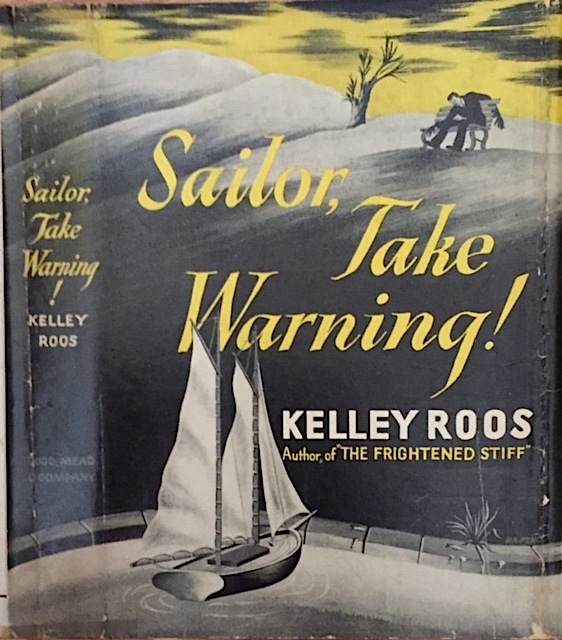 Sailor,
Take
Warning
!
KELLEY
ROOS
DODD, MEAD
& COMPANY
Sailor,
Take
Warning!
KELLEY ROOS
Author of "THE FRIGHTENED STIFF"